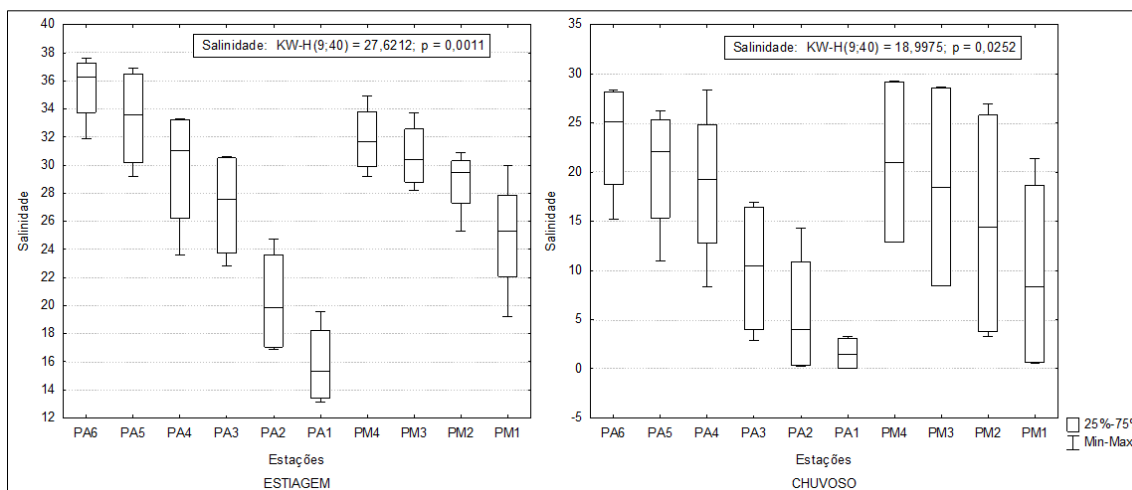 Salinidade: KW-H(9;40) = 27,6212; p = 0,0011
40
38
36
34
32
30
28
26
24
22
20
18
16
14
12
Salinidade
PA6 PA5 PA4 PA3 PA2 PA1 PM4 PM3 PM2 PM1
Estações
ESTIAGEM
Salinidade: KW-H(9;40) = 18,9975; p = 0,0252
35
30
25
20
15
10
5
0
-5
Salinidade
PA6 PA5 PA4 PA3 PA2 PA1 PM4 PM3 PM2 PM1
Estações
CHUVOSO
25%-75%
Min-Max